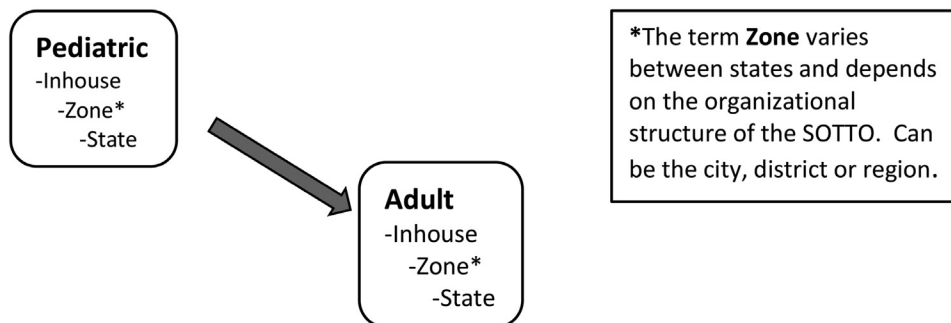 Pediatric
-Inhouse
-Zone*
-State
Adult
-Inhouse
-Zone*
-State
*The term Zone varies
between states and depends
on the organizational
structure of the SOTTO. Can
be the city, district or region.